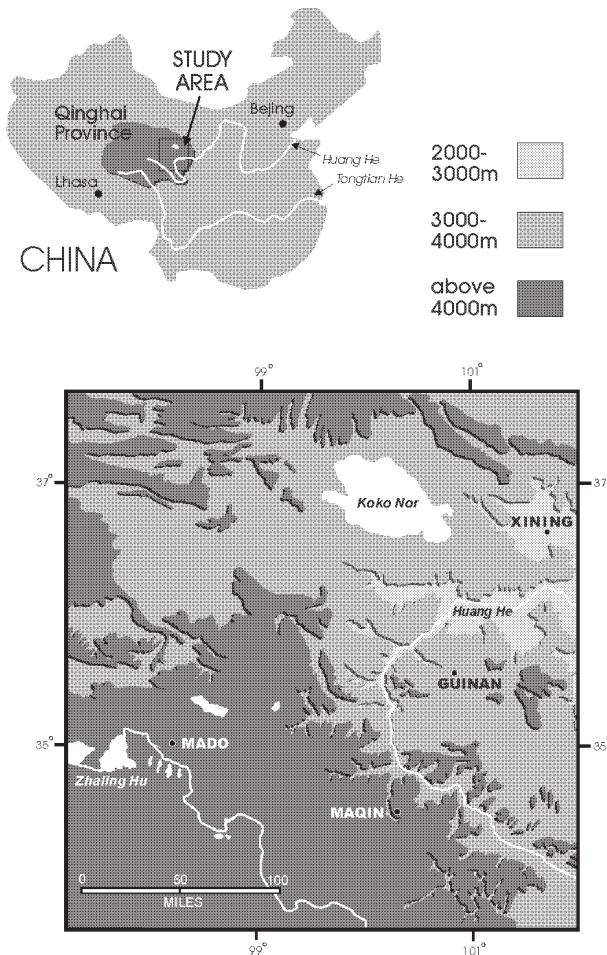 STUDY
AREA
Qinghai
Province
Bejing
Huang He
Tongtian He
Lhasa
CHINA
2000-
3000m
3000-
4000m
above
4000m
99°
101°
37°
37
Koko Nor
XINING
Huang He
GUINAN
35°
35
MADO
Zhaling Hu
MAQIN
0
50
100
MILES
99°
101°